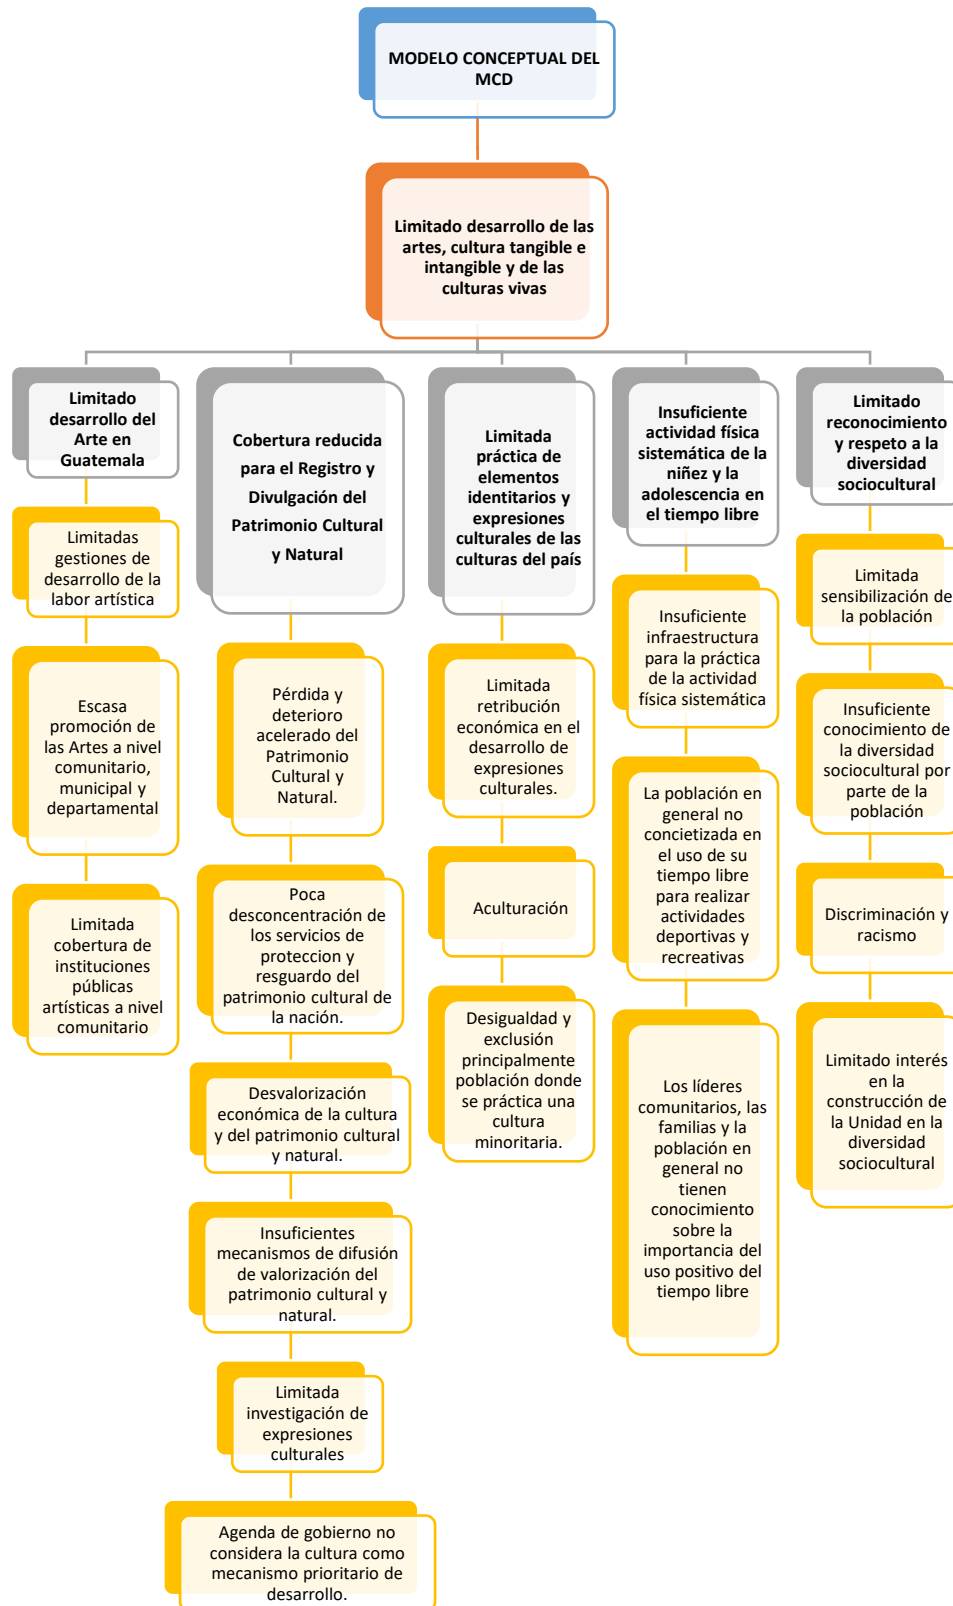 MODELO CONCEPTUAL DEL
MCD
Limitado desarrollo de las
artes, cultura tangible e
intangible y de las
culturas vivas
Limitado
desarrollo del
Arte en
Guatemala
Limitadas
gestiones de
desarrollo de la
labor artística
Escasa
promoción de
las Artes a nivel
comunitario,
municipal y
departamental
Limitada
cobertura de
instituciones
públicas
artísticas a nivel
comunitario
Cobertura reducida
para el Registro y
Divulgación del
Patrimonio Cultural
y Natural
Pérdida y
deterioro
acelerado del
Patrimonio
Cultural y
Natural.
Poca
desconcentración de
los servicios de
proteccion y
resguardo del
patrimonio cultural de
la nación.
Desvalorización
económica de la cultura
y del patrimonio cultural
y natural.
Insuficientes
mecanismos de difusión
de valorización del
patrimonio cultural y
natural.
Limitada
investigación de
expresiones
culturales
Agenda de gobierno no
considera la cultura como
mecanismo prioritario de
desarrollo.
Limitada
práctica de
elementos
identitarios y
expresiones
culturales de las
culturas del país
Limitada
retribución
económica en el
desarrollo de
expresiones
culturales.
Aculturación
Desigualdad y
exclusión
principalmente
población donde
se práctica una
cultura
minoritaria.
Insuficiente
actividad física
sistemática de la
niñez y la
adolescencia en
el tiempo libre
Insuficiente
infraestructura
para la práctica
de la actividad
física sistemática
La población en
general no
concietizada en
el uso de su
tiempo libre
para realizar
actividades
deportivas y
recreativas
Los líderes
comunitarios, las
familias y la
población en
general no
tienen
conocimiento
sobre la
importancia del
uso positivo del
tiempo libre
Limitado
reconocimiento
y respeto a la
diversidad
sociocultural
Limitada
sensibilización de
la población
Insuficiente
conocimiento de
la diversidad
sociocultural por
parte de la
población
Discriminación y
racismo
Limitado interés
en la
construcción de
la Unidad en la
diversidad
sociocultural